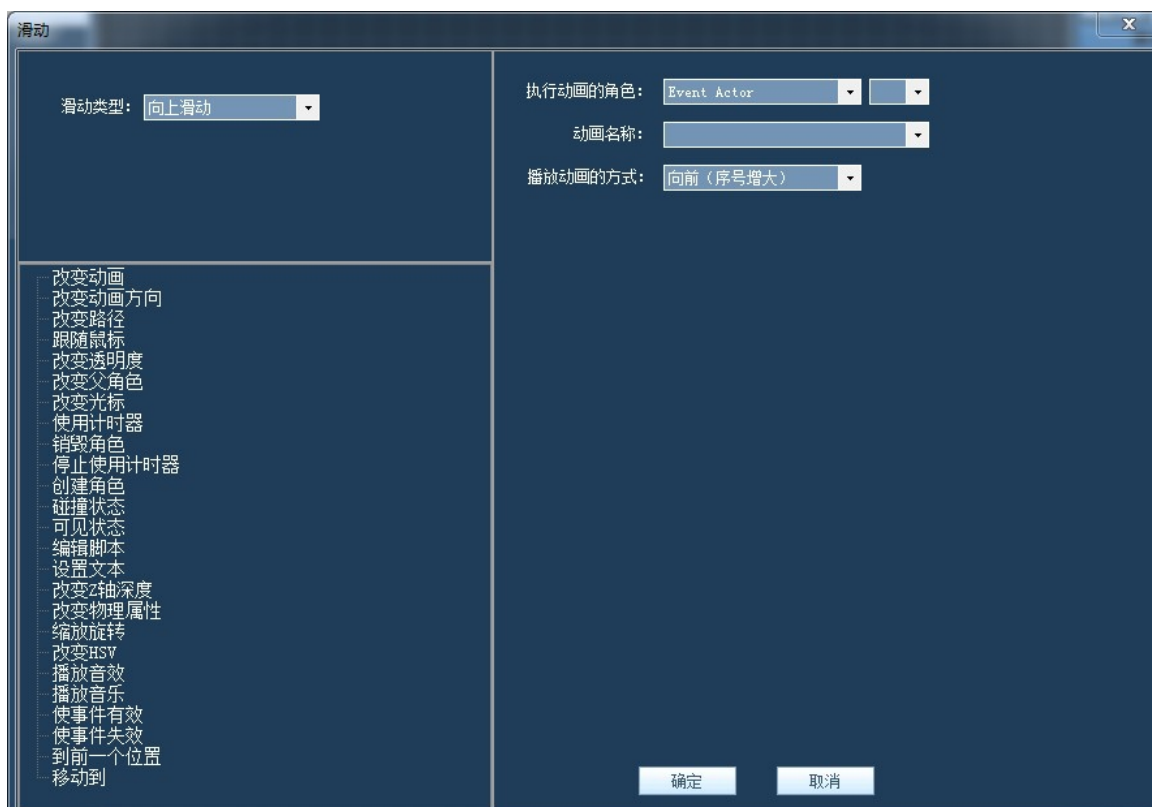 滑动
滑动类型： 向上滑动
执行动画的角色： Event Actor
动画名称：
播放动画的方式： 向前（序号增大）
改变动画
改变动画方向
改变路径
跟随鼠标
改变透明度
改变父角色
改变光标
使用计时器
销毁角色
停止使用计时器
创建角色
碰撞状态
可见状态
编辑脚本
设置文本
改变Z轴深度
改变物理属性
缩放旋转
改变HSV
播放音效
播放音乐
使事件有效
使事件失效
到前一个位置
移动到
确定 取消